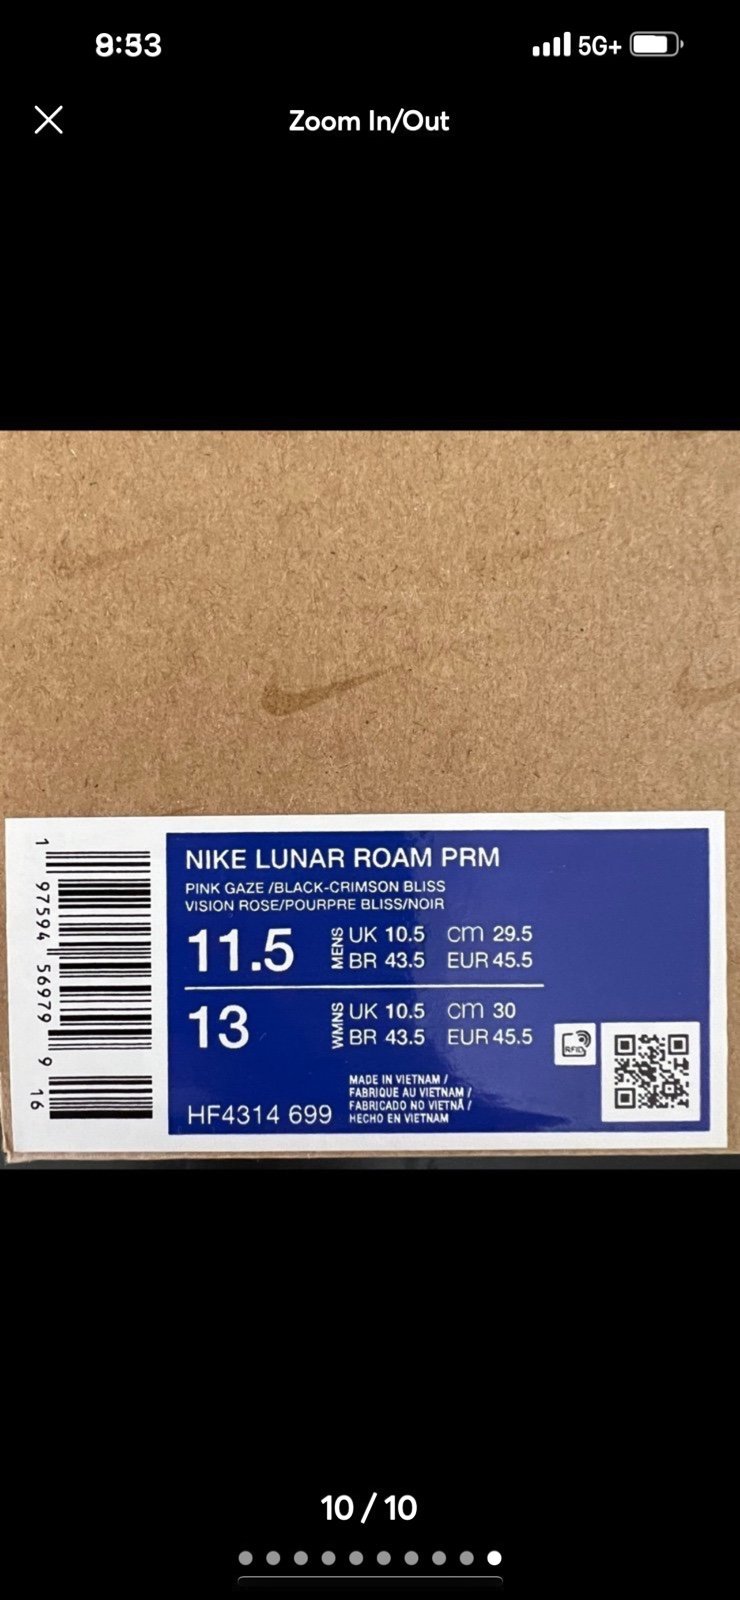 9:53
5G+
Zoom In/Out
NIKE LUNAR ROAM PRM
PINK GAZE /BLACK-CRIMSON BLISS
VISION ROSE/POURPRE BLISS/NOIR
11.5 MENS UK 10.5 cm 29.5
BR 43.5 EUR 45.5
13 WMNS UK 10.5 cm 30
BR 43.5 EUR 45.5
RFID
MADE IN VIETNAM /
FABRIQUE AU VIETNAM /
FABRICADO NO VIETNÃ /
HECHO EN VIETNAM
HF4314 699
1 97594 56979 9 16
10 / 10